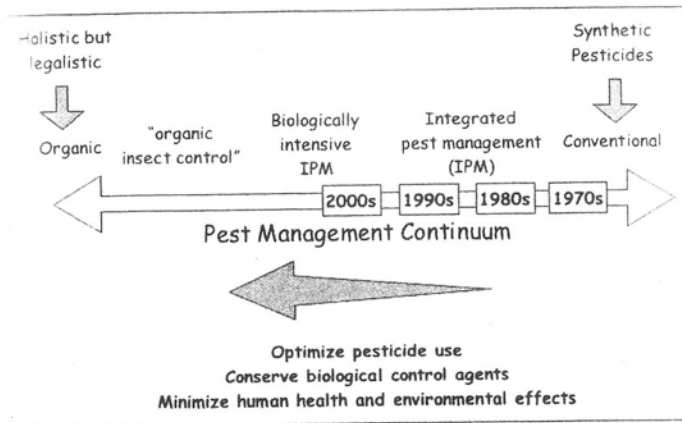 Holistic but
legalistic
Synthetic
Pesticides
Organic
"organic
insect control"
Biologically
intensive
IPM
Integrated
pest management
(IPM)
Conventional
2000s
1990s
1980s
1970s
Pest Management Continuum
Optimize pesticide use
Conserve biological control agents
Minimize human health and environmental effects